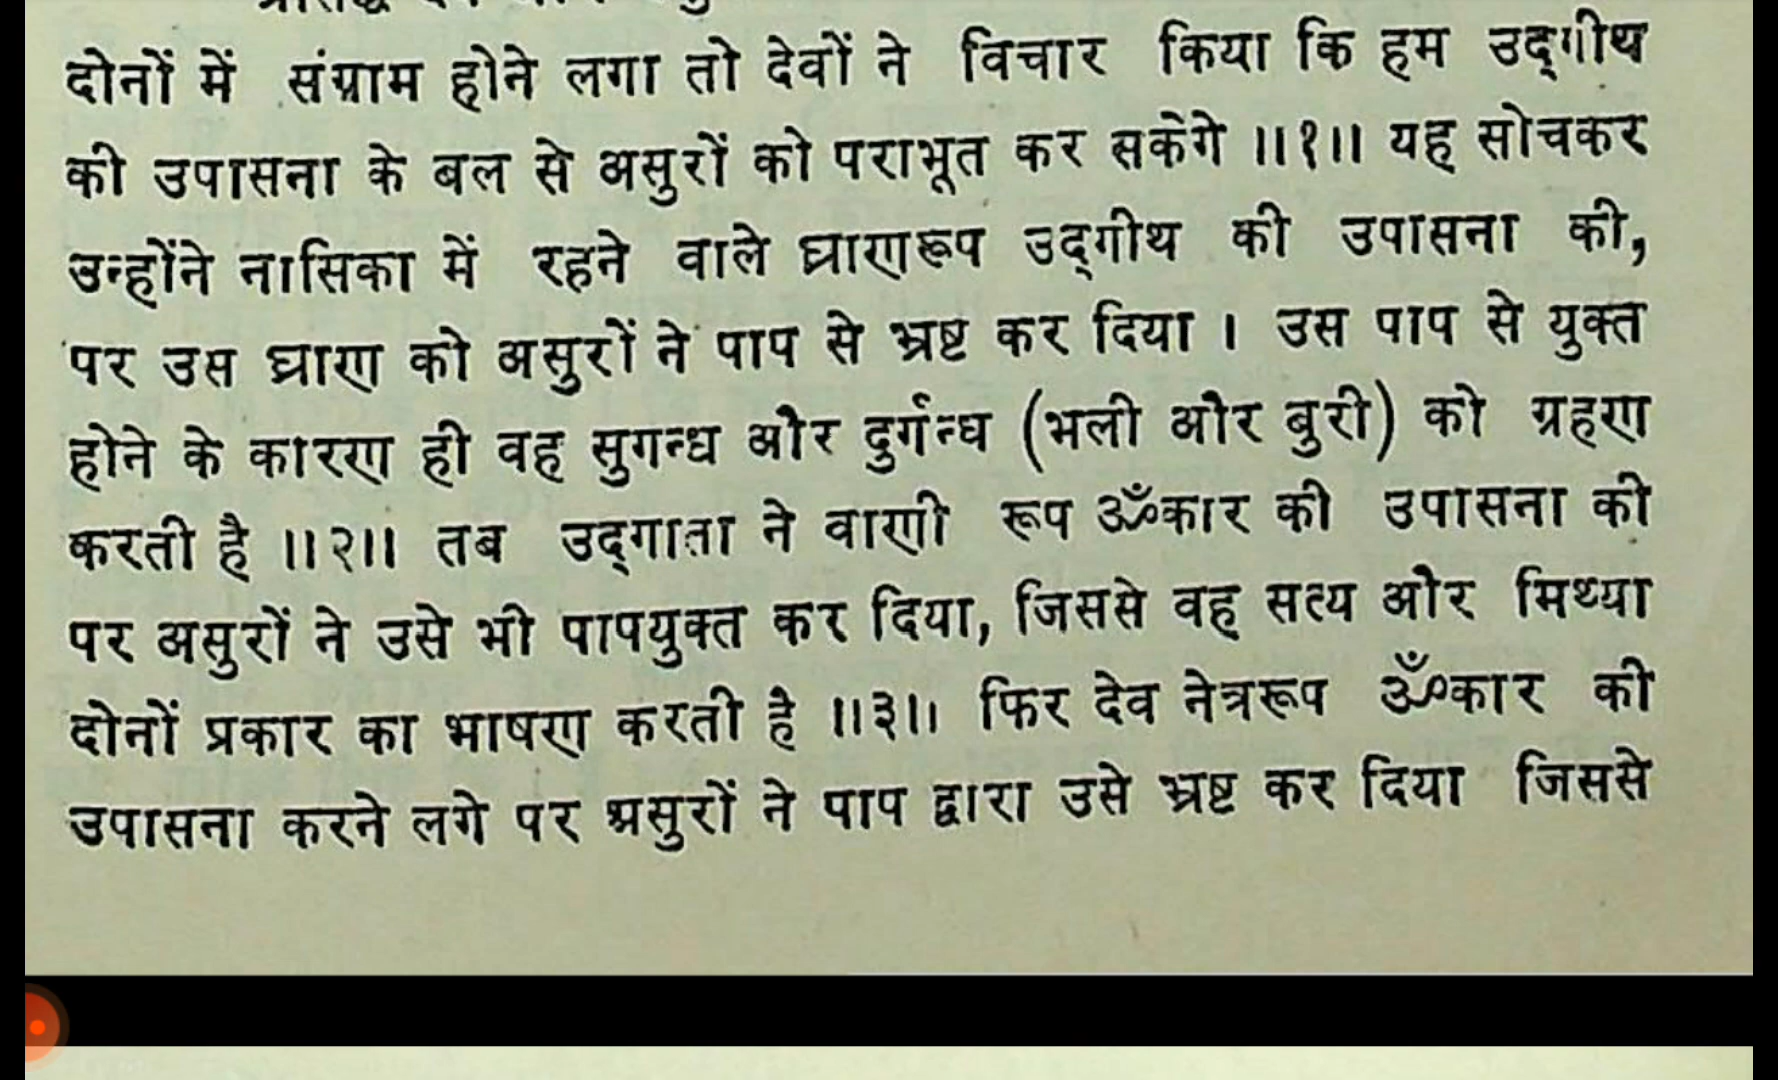 दोनों में संग्राम होने लगा तो देवों ने विचार किया कि हम उद्गीथ
की उपासना के बल से असुरों को पराभूत कर सकेंगे ॥१॥ यह सोचकर
उन्होंने नासिका में रहने वाले घ्राणरूप उद्गीथ की उपासना की,
पर उस घ्राण को असुरों ने पाप से भ्रष्ट कर दिया । उस पाप से युक्त
होने के कारण ही वह सुगन्ध और दुर्गन्ध (भली और बुरी) को ग्रहण
करती है ॥२॥ तब उद्गाता ने वाणी रूप ॐकार की उपासना की
पर असुरों ने उसे भी पापयुक्त कर दिया, जिससे वह सत्य और मिथ्या
दोनों प्रकार का भाषण करती है ॥३॥ फिर देव नेत्ररूप ॐकार की
उपासना करने लगे पर असुरों ने पाप द्वारा उसे भ्रष्ट कर दिया जिससे